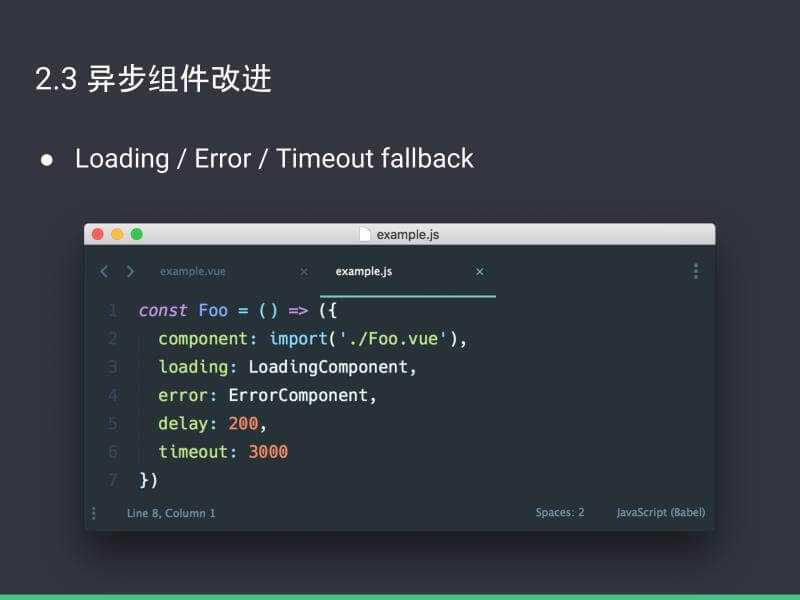 2.3 异步组件改进
● Loading / Error / Timeout fallback
example.js
example.vue × example.js ×
1 const Foo = () => ({
2   component: import('./Foo.vue'),
3   loading: LoadingComponent,
4   error: ErrorComponent,
5   delay: 200,
6   timeout: 3000
7 })
Line 8, Column 1 Spaces: 2 JavaScript (Babel)